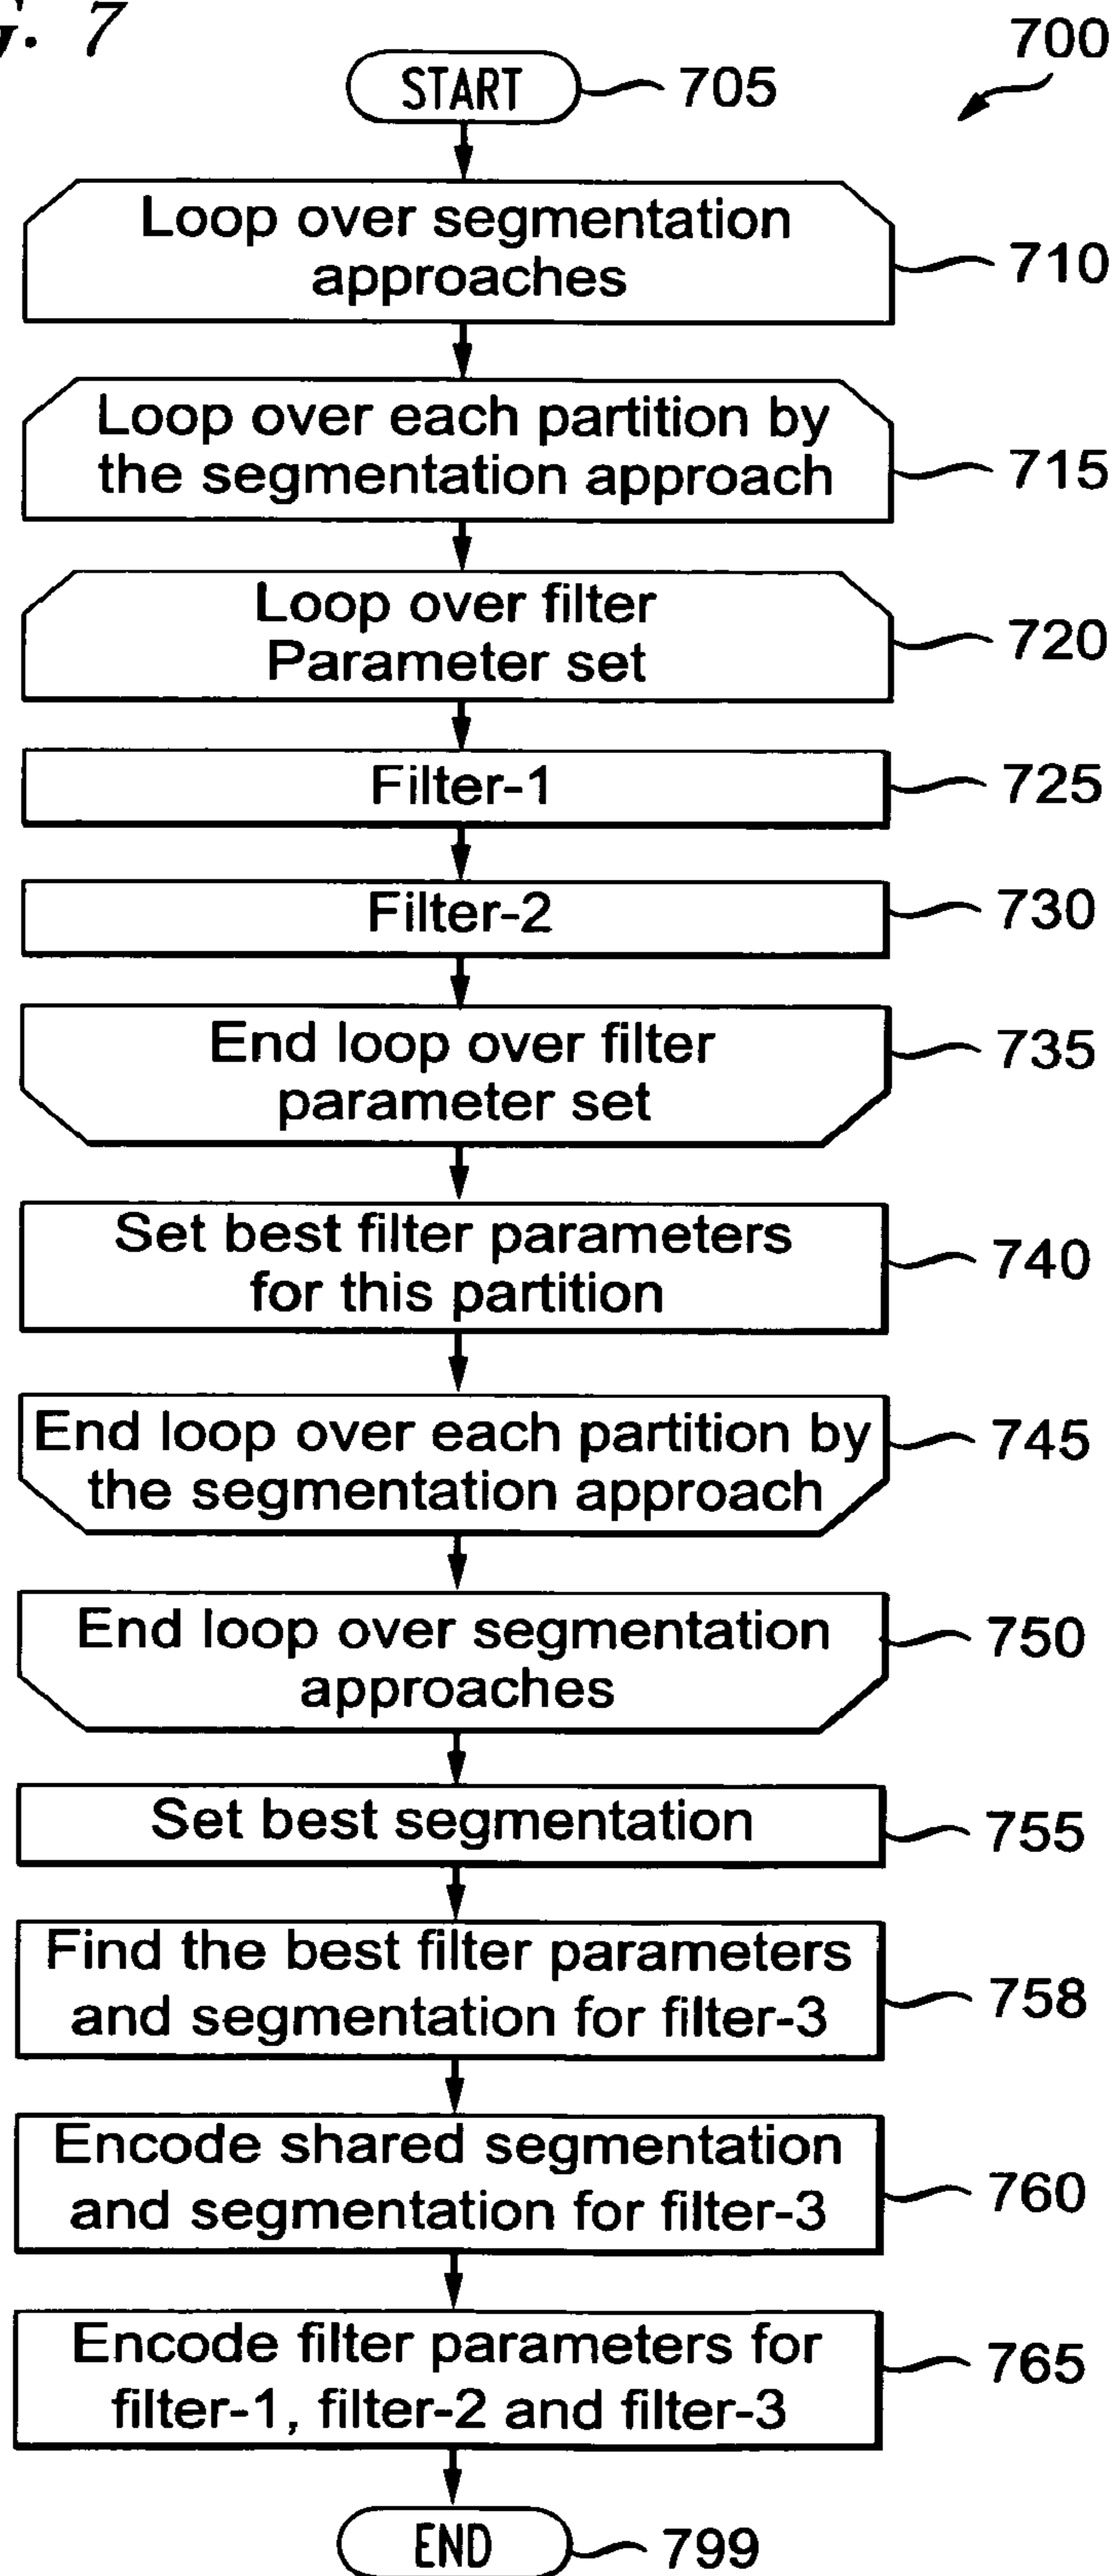 G. 7
700
START
705
Loop over segmentation
approaches
710
Loop over each partition by
the segmentation approach
715
Loop over filter
Parameter set
720
Filter-1
725
Filter-2
730
End loop over filter
parameter set
735
Set best filter parameters
for this partition
740
End loop over each partition by
the segmentation approach
745
End loop over segmentation
approaches
750
Set best segmentation
755
Find the best filter parameters
and segmentation for filter-3
758
Encode shared segmentation
and segmentation for filter-3
760
Encode filter parameters for
filter-1, filter-2 and filter-3
765
END
799